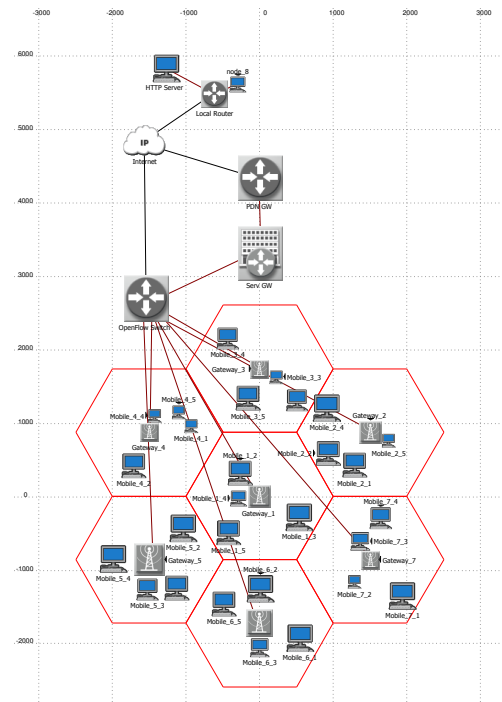 -3000 -2000 -1000 0 1000 2000 3000
6000
node_8
HTTP Server
Local Router
5000
IP
Internet
4000
PDN GW
3000
Serv GW
OpenFlow Switch
2000
Mobile_3_4
Gateway_3
Mobile_3_3
Mobile_4_5
Mobile_4_4
Mobile_3_5
Mobile_2_4
Gateway_2
1000
Gateway_4
Mobile_4_1
Mobile_2_5
Mobile_1_2
Mobile_2_2
Mobile_4_2
Mobile_2_1
0
Mobile_1_4
Gateway_1
Mobile_7_4
Mobile_1_3
Mobile_5_2
Mobile_1_5
Mobile_7_3
Gateway_5
Gateway_7
Mobile_6_2
-1000
Mobile_5_4
Mobile_7_2
Mobile_5_3
Mobile_7_1
Mobile_6_5
-2000
Mobile_6_1
Mobile_6_3